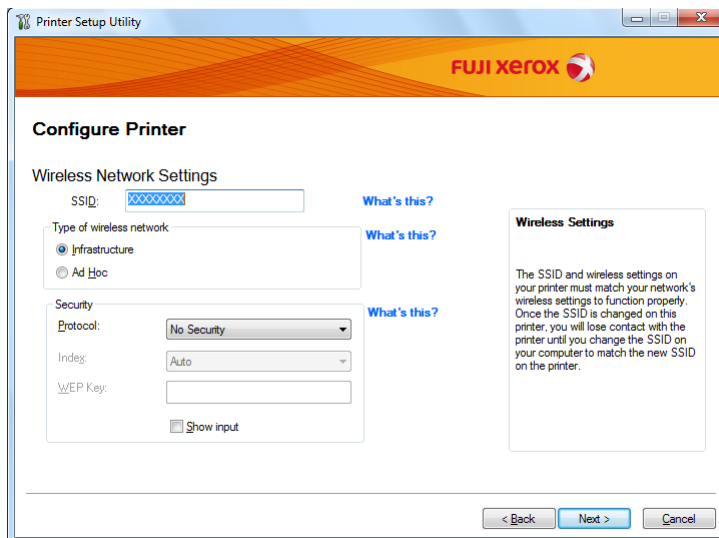 Printer Setup Utility
FUJI xerox
Configure Printer
Wireless Network Settings
SSID:
XXXXXXXX
What's this?
Type of wireless network
What's this?
Infrastructure
Ad Hoc
Security
What's this?
Protocol:
No Security
Index:
Auto
WEP Key:
Show input
Wireless Settings
The SSID and wireless settings on
your printer must match your network's
wireless settings to function properly.
Once the SSID is changed on this
printer, you will lose contact with the
printer until you change the SSID on
your computer to match the new SSID
on the printer.
< Back
Next >
Cancel